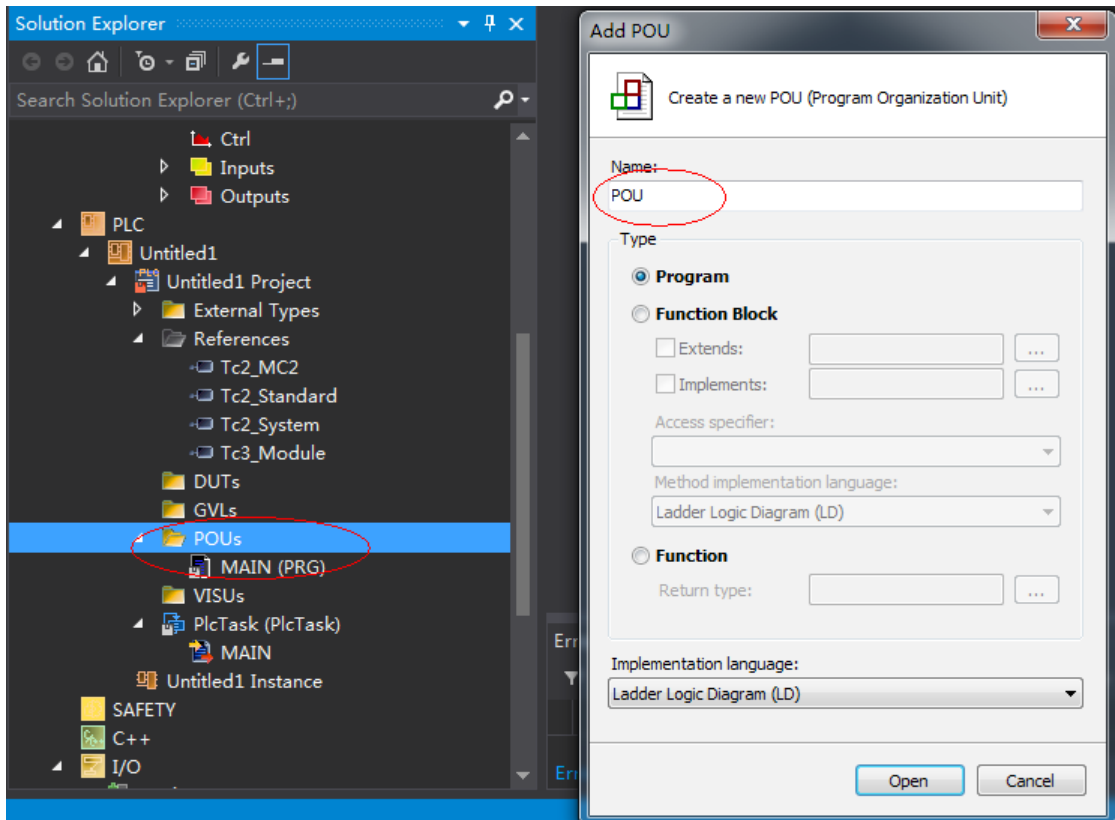 Solution Explorer
Search Solution Explorer (Ctrl+;)
Ctrl
Inputs
Outputs
PLC
Untitled1
Untitled1 Project
External Types
References
Tc2_MC2
Tc2_Standard
Tc2_System
Tc3_Module
DUTs
GVLs
POUs
MAIN (PRG)
VISUs
PlcTask (PlcTask)
MAIN
Untitled1 Instance
SAFETY
C++
I/O
Err
Err
Add POU
Create a new POU (Program Organization Unit)
Name:
POU
Type
Program
Function Block
Extends:
...
Implements:
...
Access specifier:
Method implementation language:
Ladder Logic Diagram (LD)
Function
Return type:
...
Implementation language:
Ladder Logic Diagram (LD)
Open Cancel